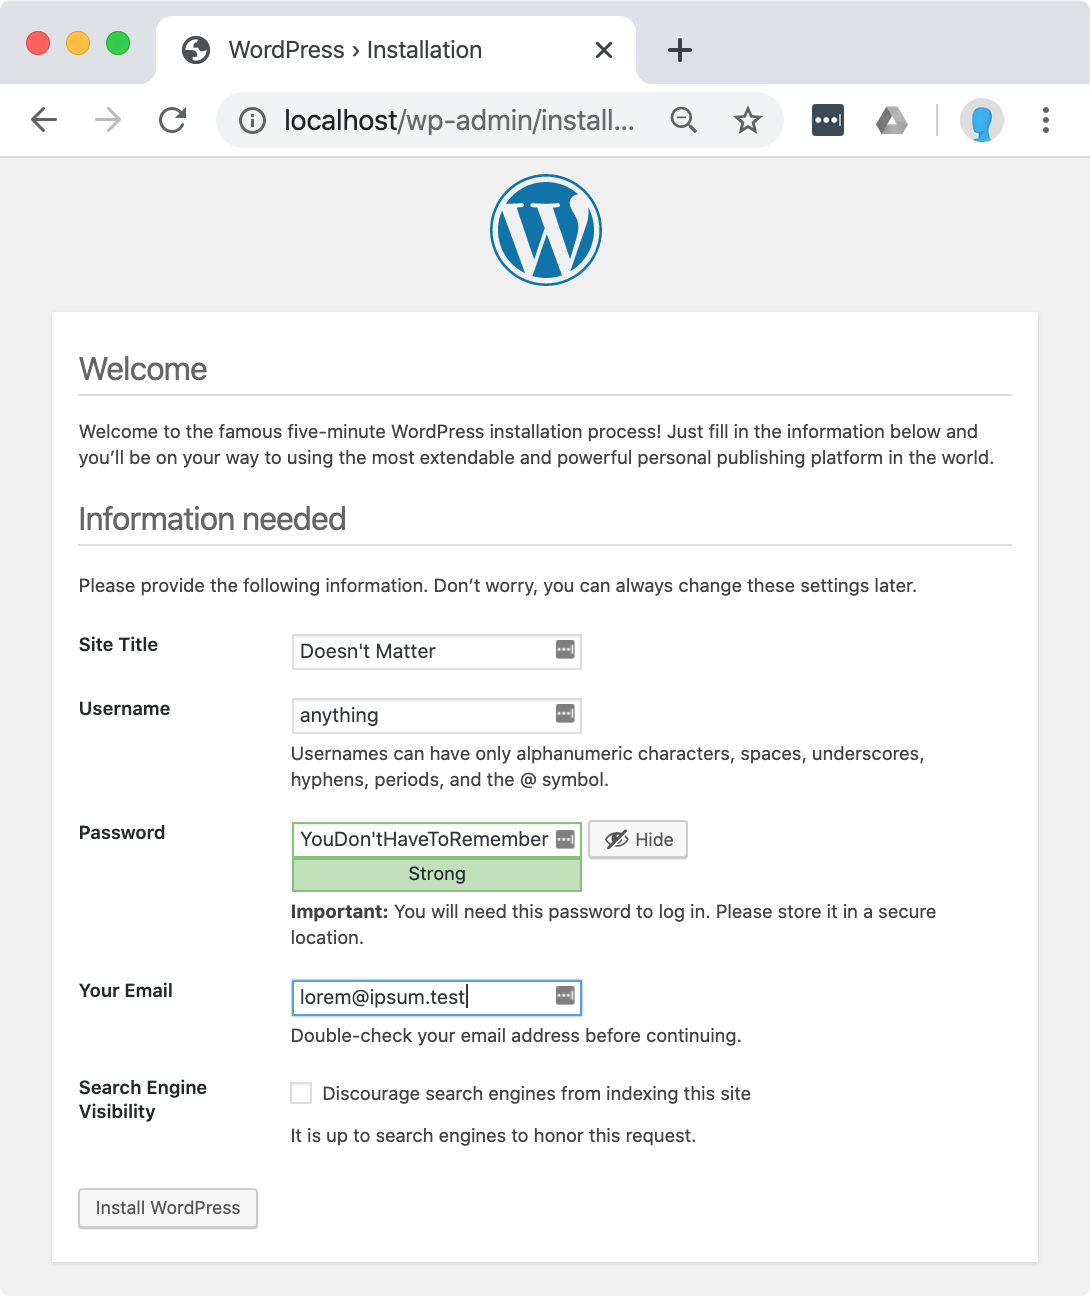 WordPress › Installation
localhost/wp-admin/install...
Welcome
Welcome to the famous five-minute WordPress installation process! Just fill in the information below and
you’ll be on your way to using the most extendable and powerful personal publishing platform in the world.
Information needed
Please provide the following information. Don’t worry, you can always change these settings later.
Site Title
Doesn't Matter
Username
anything
Usernames can have only alphanumeric characters, spaces, underscores,
hyphens, periods, and the @ symbol.
Password
YouDon'tHaveToRemember
Hide
Strong
Important: You will need this password to log in. Please store it in a secure
location.
Your Email
lorem@ipsum.test
Double-check your email address before continuing.
Search Engine
Visibility
Discourage search engines from indexing this site
It is up to search engines to honor this request.
Install WordPress